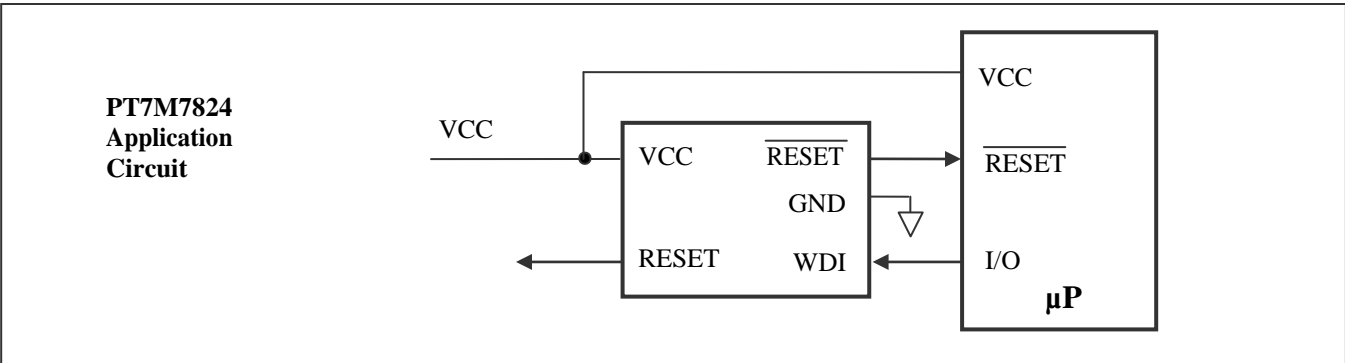 PT7M7824
Application
Circuit
VCC
VCC
RESET
GND
RESET
WDI
VCC
RESET
I/O
µP